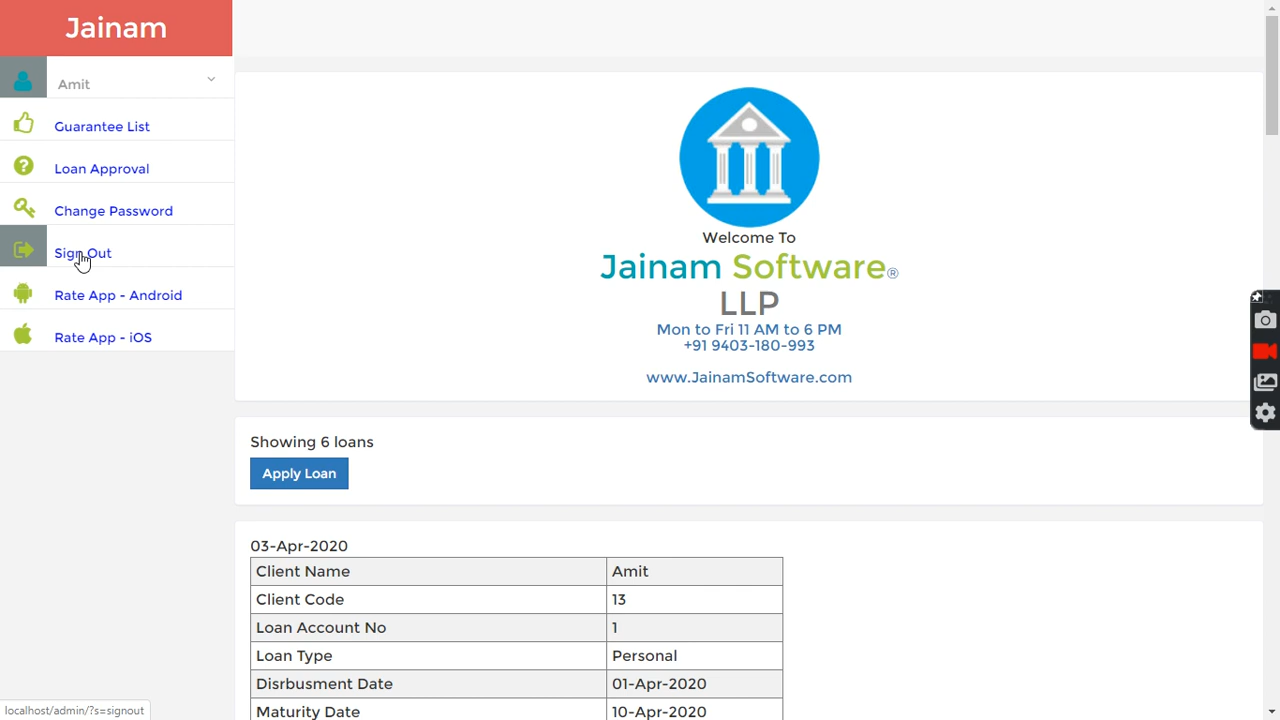 Jainam
Amit
Guarantee List
Loan Approval
Change Password
Sign Out
Rate App - Android
Rate App - iOS
Welcome To
Jainam Software®
LLP
Mon to Fri 11 AM to 6 PM
+91 9403-180-993
www.JainamSoftware.com
Showing 6 loans
Apply Loan
03-Apr-2020
Client Name Amit
Client Code 13
Loan Account No 1
Loan Type Personal
Disrbusment Date 01-Apr-2020
Maturity Date 10-Apr-2020
localhost/admin/?s=signout